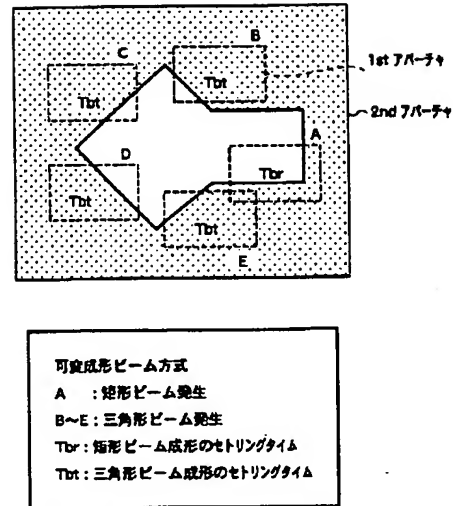 C
B
1st アパーチャ
Tbt
Tbt
2nd アパーチャ
A
D
Tbr
Tbt
Tbt
E
可変成形ビーム方式
A :矩形ビーム発生
B~E:三角形ビーム発生
Tbr:矩形ビーム成形のセトリングタイム
Tbt:三角形ビーム成形のセトリングタイム